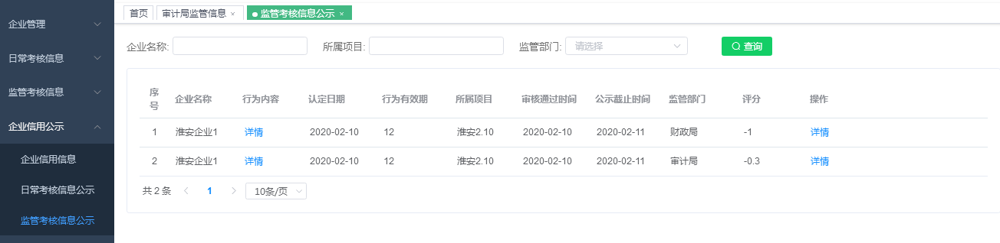 企业管理
日常考核信息
监管考核信息
企业信用公示
企业信用信息
日常考核信息公示
监管考核信息公示
首页 审计局监管信息 × 监管考核信息公示 ×
企业名称: 所属项目: 监管部门: 请选择 查询
序号 企业名称 行为内容 认定日期 行为有效期 所属项目 审核通过时间 公示截止时间 监管部门 评分 操作
1 淮安企业1 详情 2020-02-10 12 淮安2.10 2020-02-10 2020-02-11 财政局 -1 详情
2 淮安企业1 详情 2020-02-10 12 淮安2.10 2020-02-10 2020-02-11 审计局 -0.3 详情
共 2 条 1 10条/页